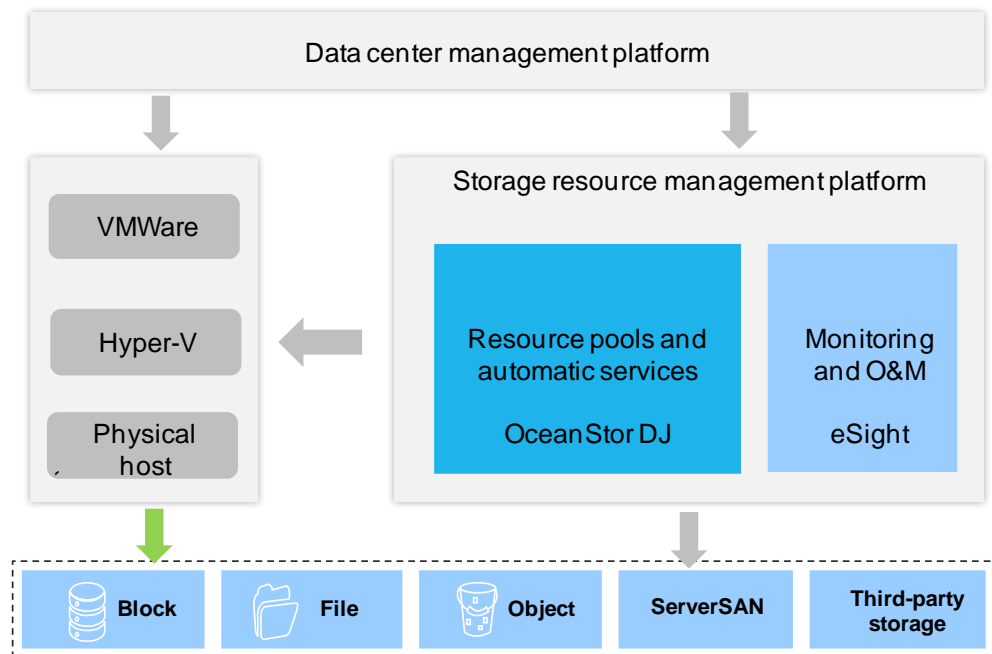 Data center management platform
Storage resource management platform
VMWare
Hyper-V
Physical
host
Resource pools and
automatic services
OceanStor DJ
Monitoring
and O&M
eSight
Block
File
Object
ServerSAN
Third-party
storage